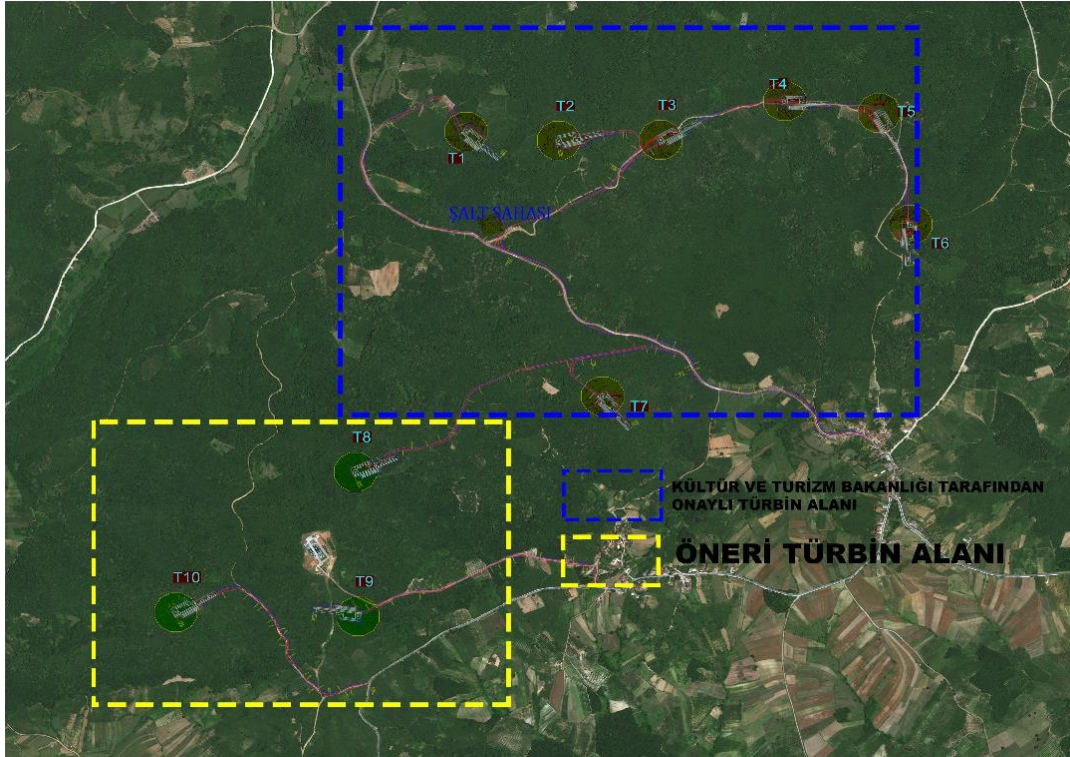 T4
T2
T3
T5
T1
ŞALT SAHASI
T6
T7
T8
KÜLTÜR VE TURİZM BAKANLIĞI TARAFINDAN
ONAYLI TÜRBİN ALANI
ÖNERİ TÜRBİN ALANI
T10
T9